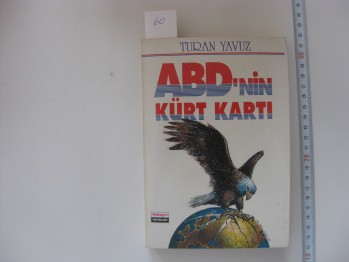 60
TURAN YAVUZ
ABD'NİN
KÜRT KARTI